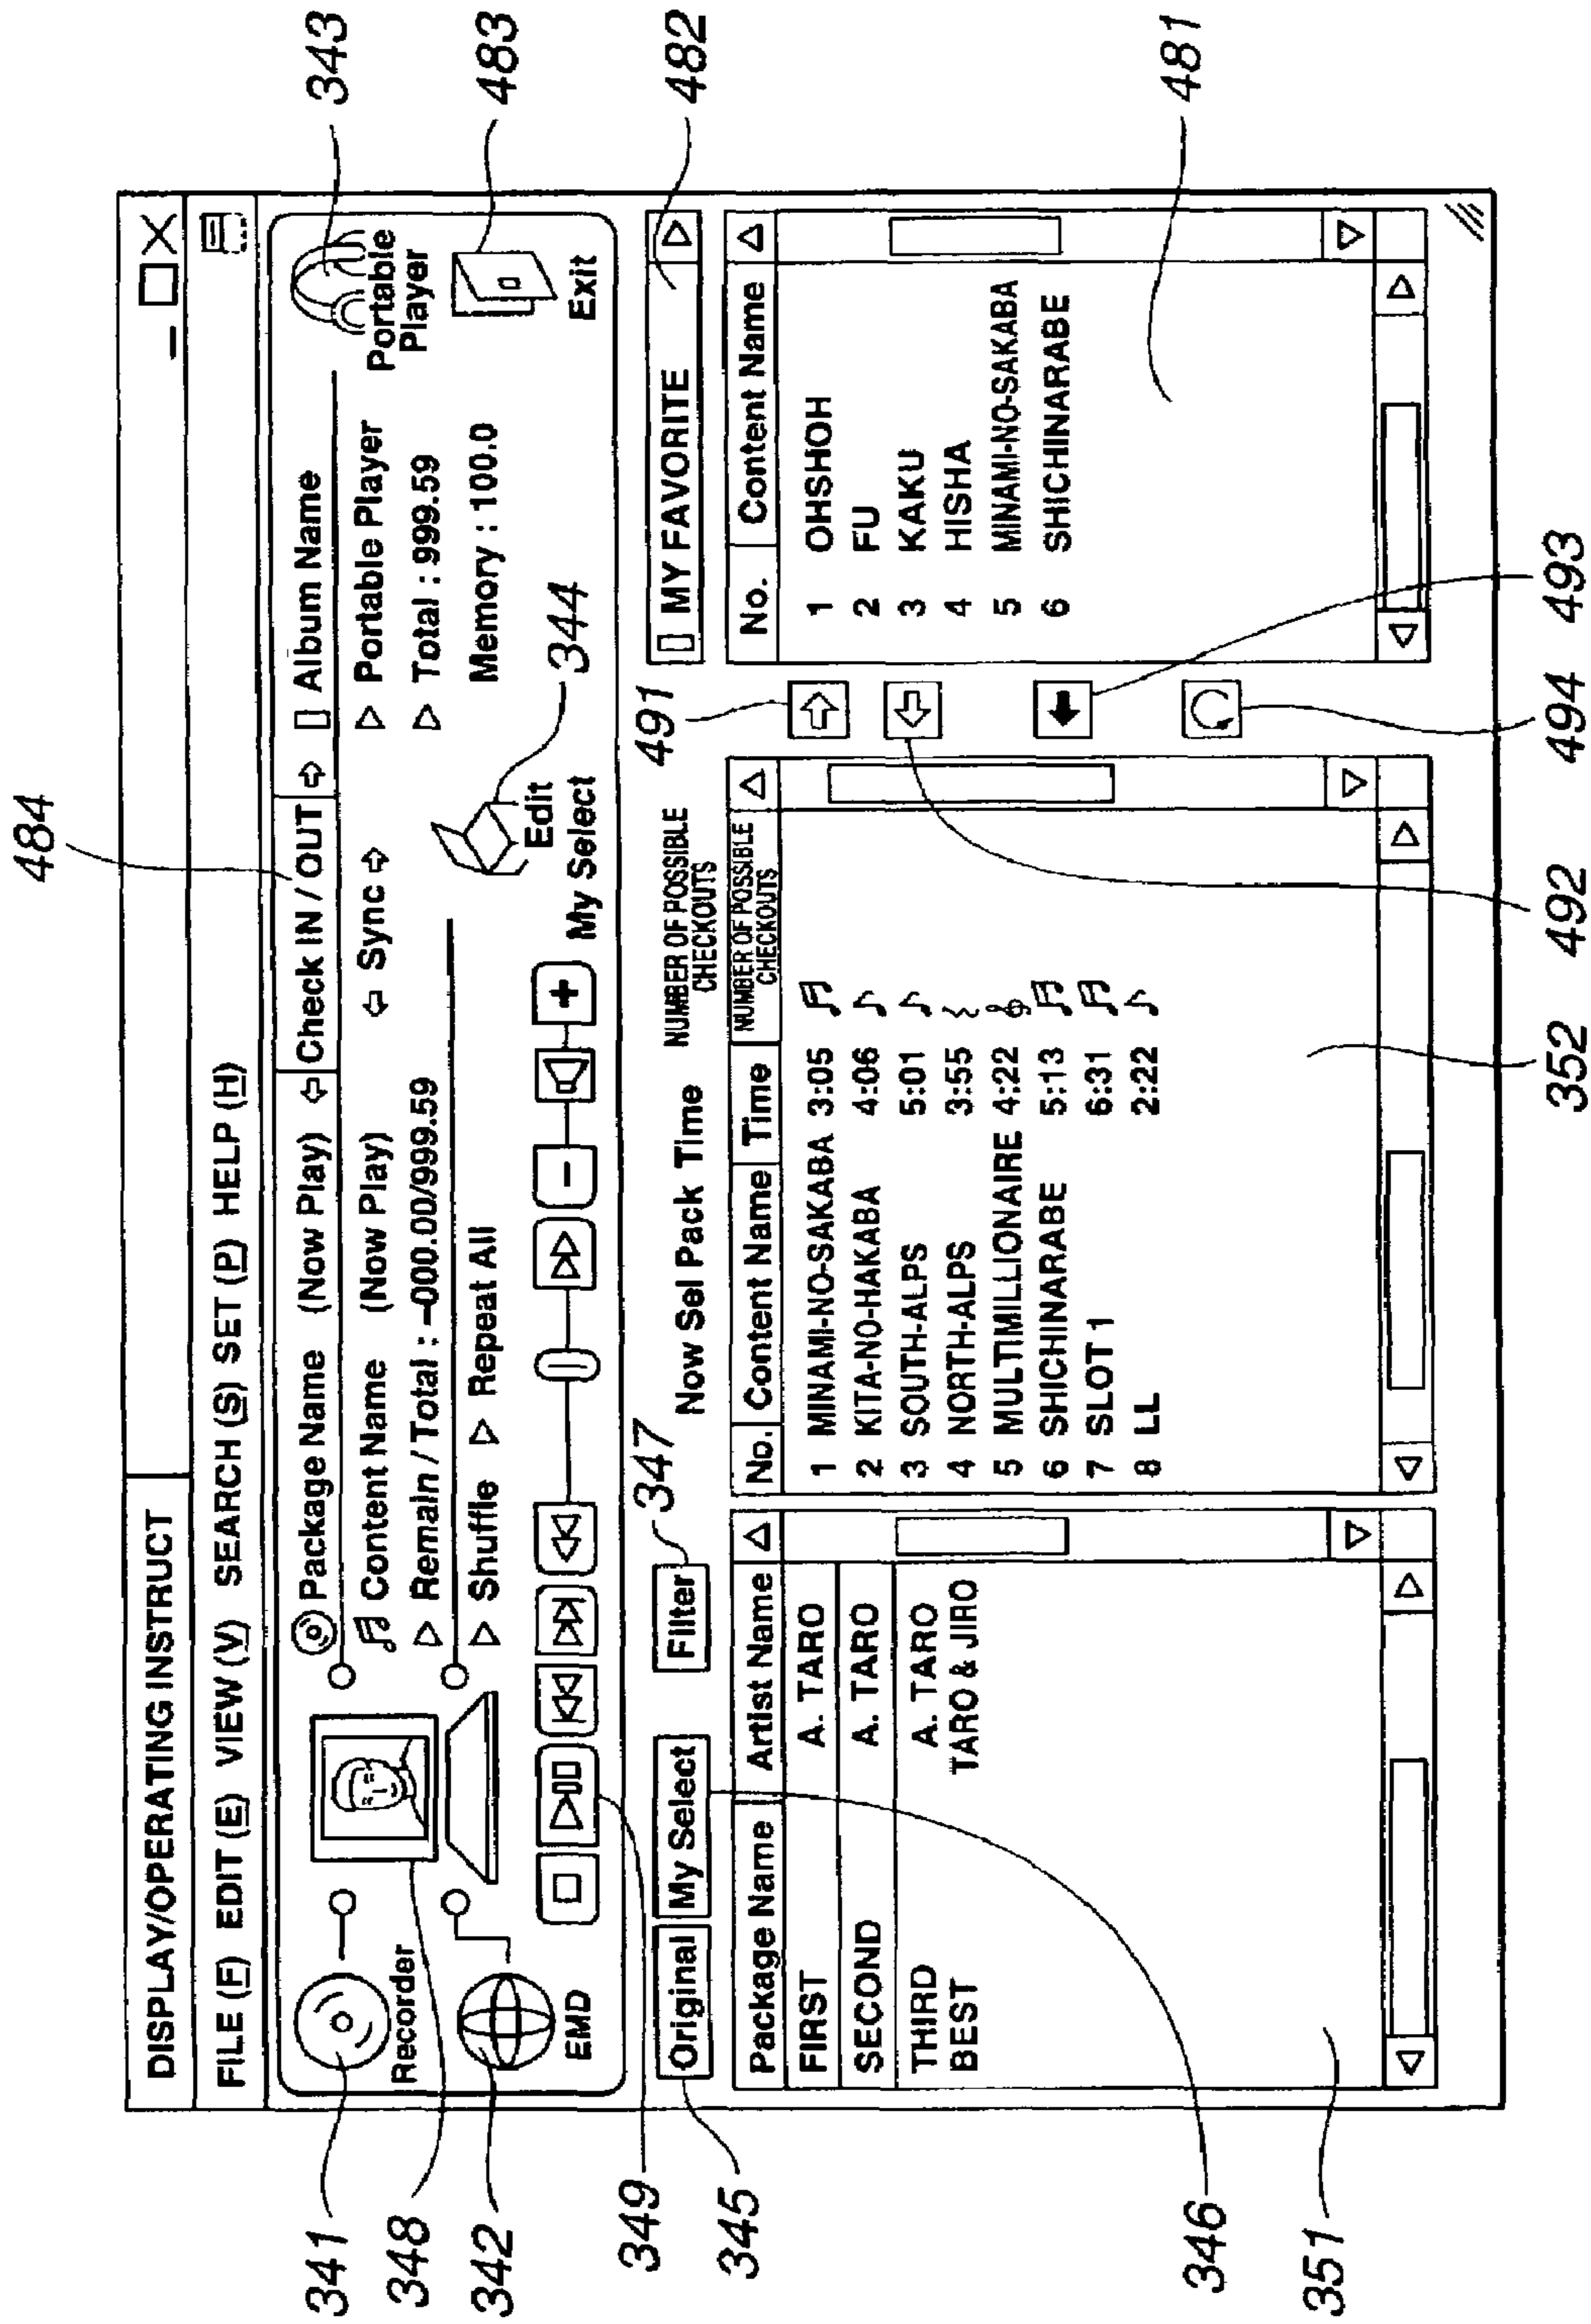 484
DISPLAY/OPERATING INSTRUCT
FILE (F) EDIT (E) VIEW (V) SEARCH (S) SET (P) HELP (H)
341
Recorder
348
342
EMD
349
Package Name (Now Play)
Content Name (Now Play)
Remain / Total : –000.00/999.59
Shuffle Repeat All
Check IN / OUT
Sync
Album Name
Portable Player
Total : 999.59
Memory : 100.0
Portable
Player
343
Exit
483
Edit
My Select
344
345
Original
My Select
346
Filter
347
Now Sel Pack Time
NUMBER OF POSSIBLE
CHECKOUTS
MY FAVORITE
482
Package Name Artist Name
FIRST A. TARO
SECOND A. TARO
THIRD A. TARO
BEST TARO & JIRO
351
No. Content Name Time NUMBER OF POSSIBLE
CHECKOUTS
1 MINAMI-NO-SAKABA 3:05
2 KITA-NO-HAKABA 4:06
3 SOUTH-ALPS 5:01
4 NORTH-ALPS 3:55
5 MULTIMILLIONAIRE 4:22
6 SHICHINARABE 5:13
7 SLOT 1 6:31
8 LL 2:22
352
491
492
493
494
No. Content Name
1 OHSHOH
2 FU
3 KAKU
4 HISHA
5 MINAMI-NO-SAKABA
6 SHICHINARABE
481